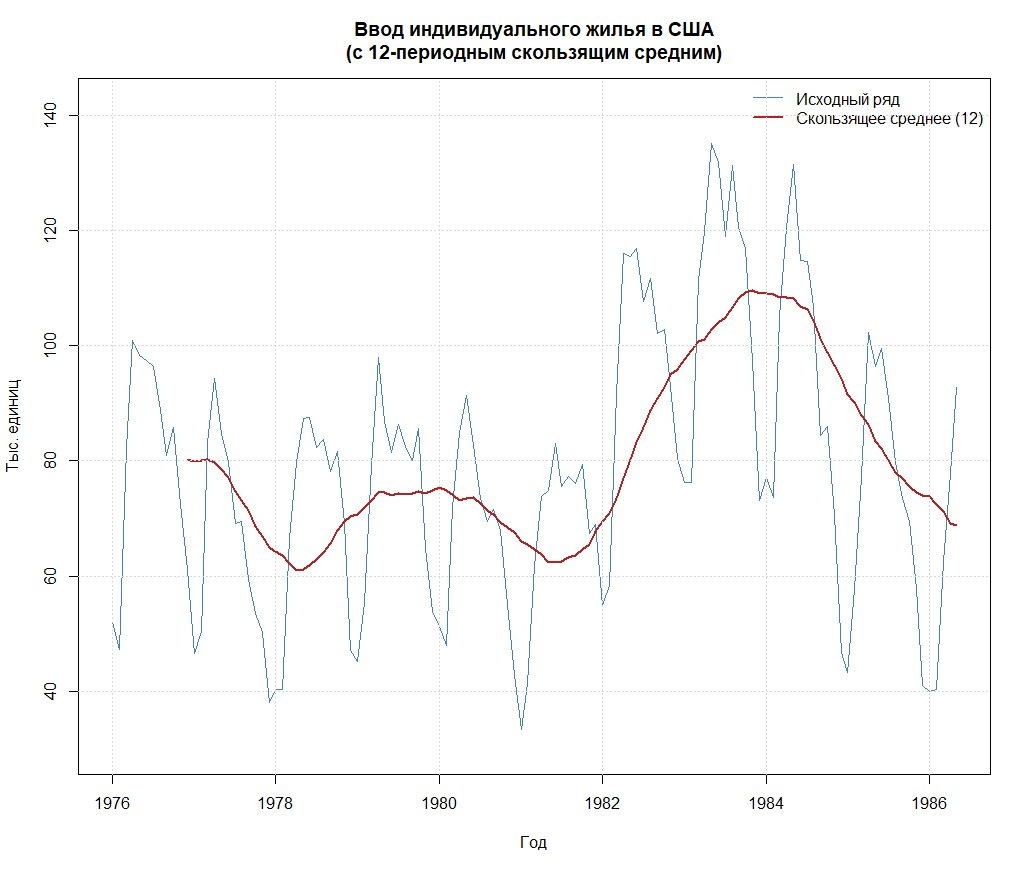 Ввод индивидуального жилья в США
(с 12-периодным скользящим средним)
Исходный ряд
Скользящее среднее (12)
Тыс. единиц
140
120
100
80
60
40
1976 1978 1980 1982 1984 1986
Год